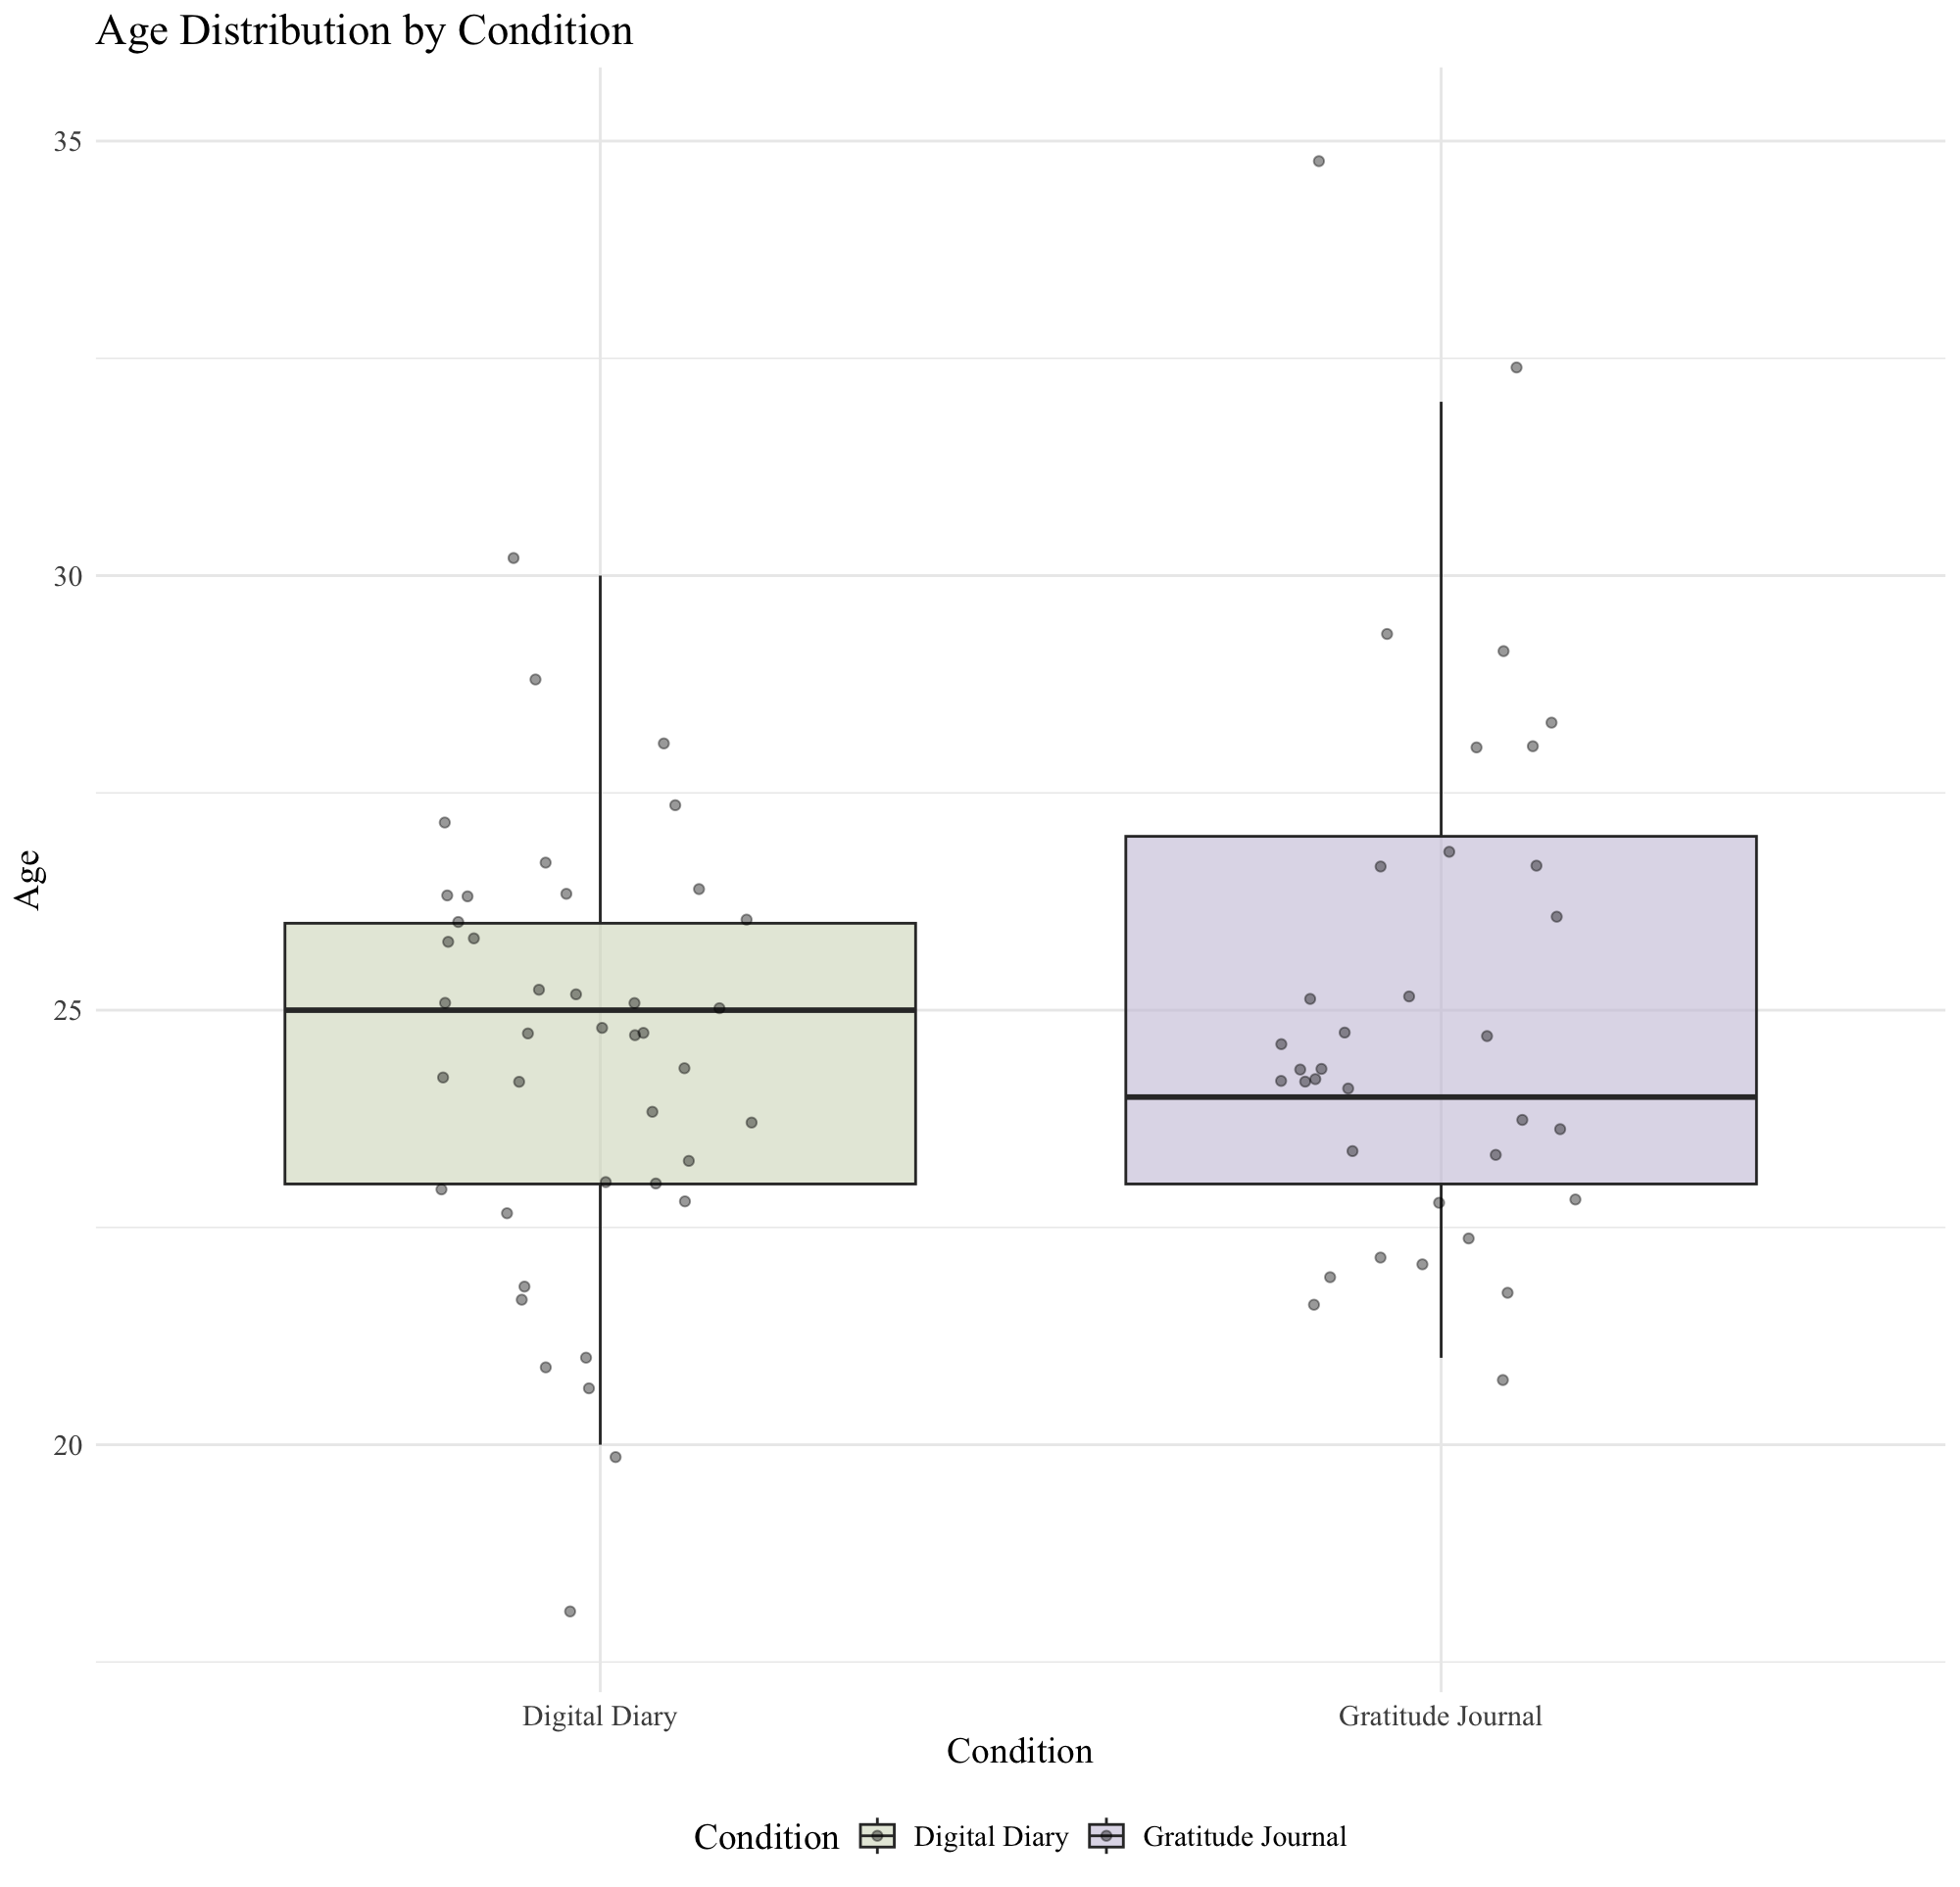 Age Distribution by Condition
35
30
25
20
Age
Digital Diary
Gratitude Journal
Condition
Condition Digital Diary Gratitude Journal